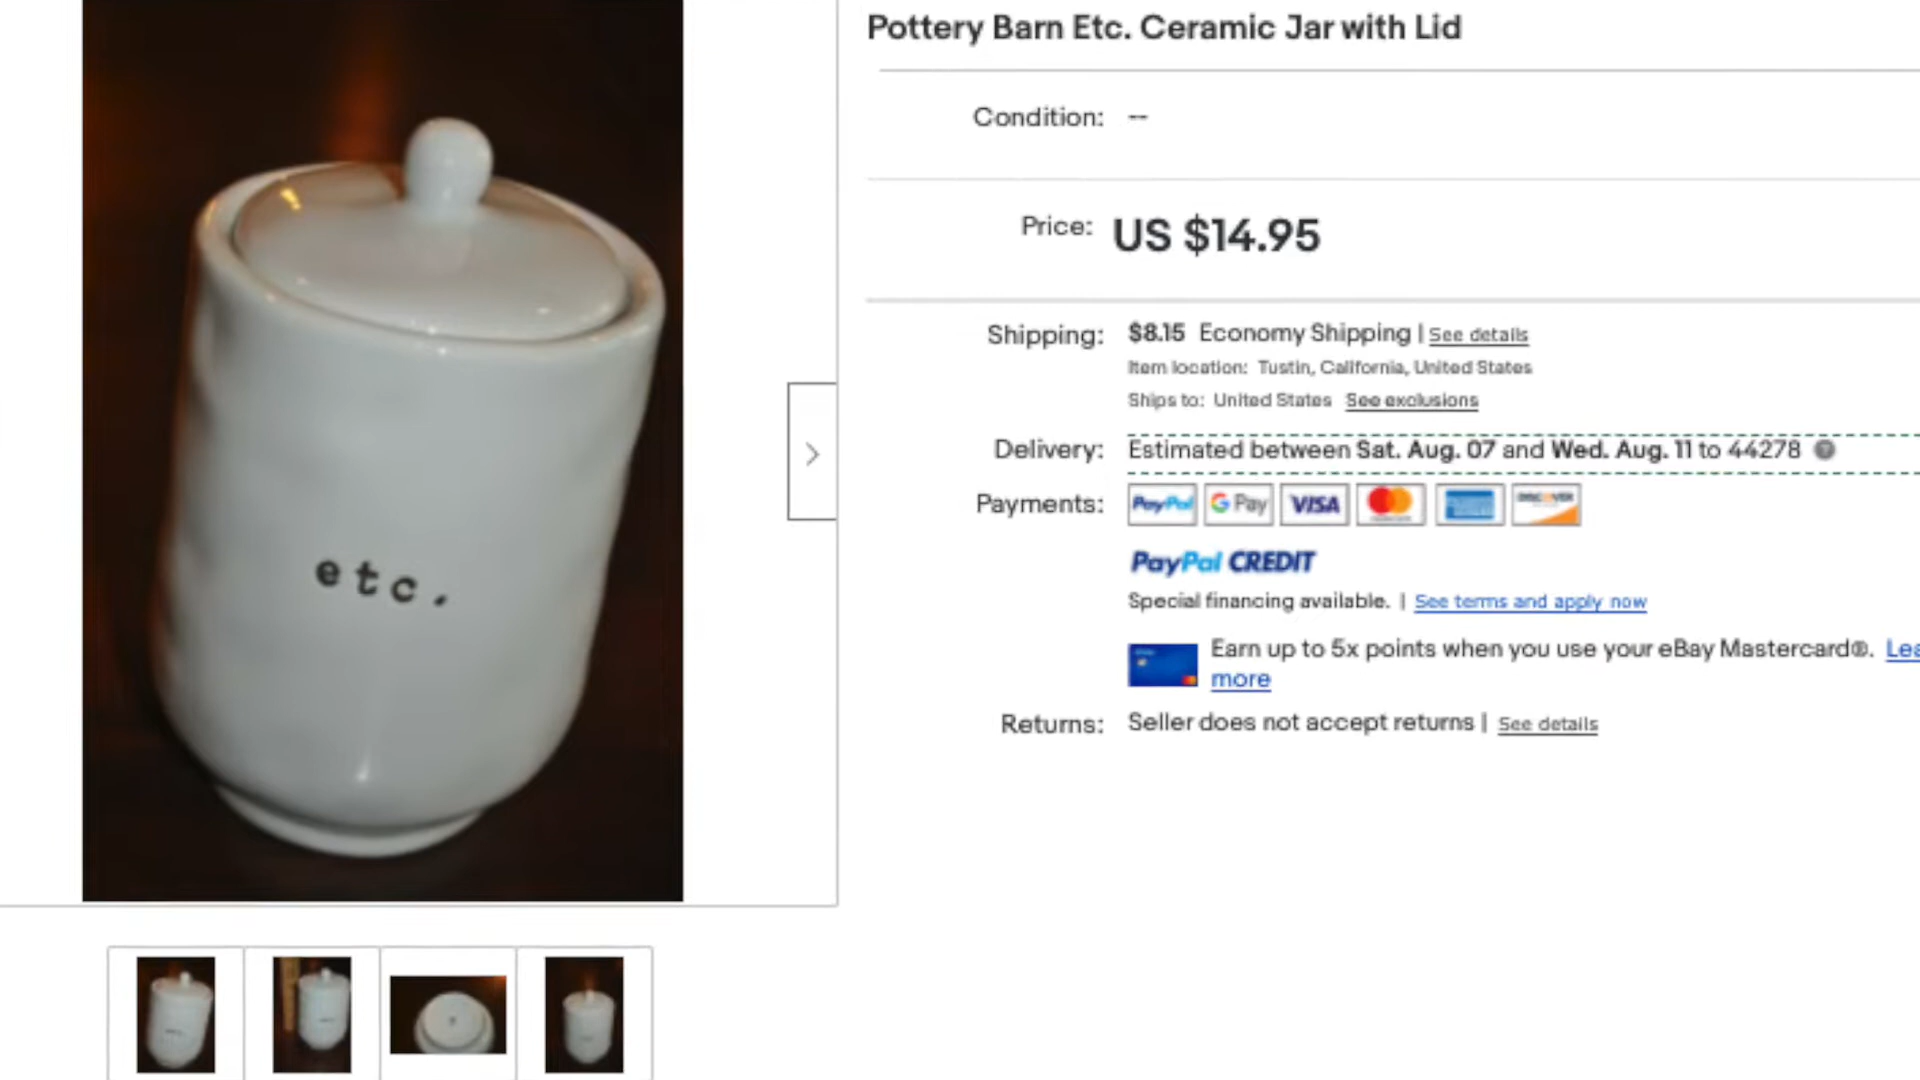 Pottery Barn Etc. Ceramic Jar with Lid
Condition: --
Price: US $14.95
Shipping: $8.15 Economy Shipping | See details
Item location: Tustin, California, United States
Ships to: United States See exclusions
Delivery: Estimated between Sat. Aug. 07 and Wed. Aug. 11 to 44278 ?
Payments: PayPal G Pay VISA DISCOVER
PayPal CREDIT
Special financing available. | See terms and apply now
Earn up to 5x points when you use your eBay Mastercard®. Lea
more
Returns: Seller does not accept returns | See details
etc.